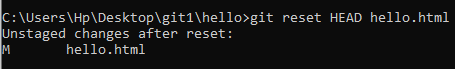 C:\Users\Hp\Desktop\git1\hello>git reset HEAD hello.html
Unstaged changes after reset:
M       hello.html